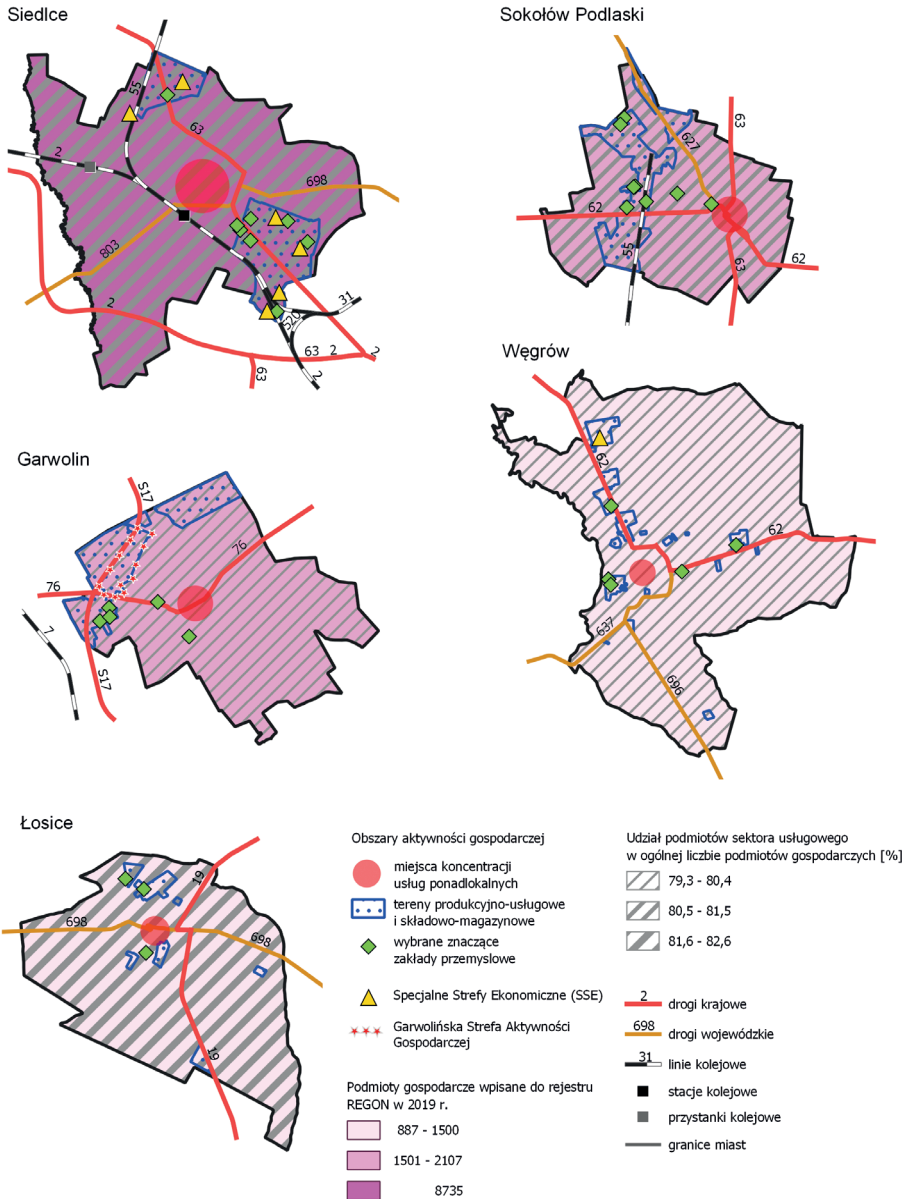 Siedlce
55
63
2
698
803
2
31
520
63 2
2
63
2
Sokołów Podlaski
63
627
62
55
63
62
Węgrów
62
62
637
696
Garwolin
S17
76
76
7
S17
Łosice
19
698
698
19
Obszary aktywności gospodarczej
miejsca koncentracji
usług ponadlokalnych
tereny produkcyjno-usługowe
i składowo-magazynowe
wybrane znaczące
zakłady przemyslowe
Specjalne Strefy Ekonomiczne (SSE)
Garwolińska Strefa Aktywności
Gospodarczej
Podmioty gospodarcze wpisane do rejestru
REGON w 2019 r.
887 - 1500
1501 - 2107
8735
Udział podmiotów sektora usługowego
w ogólnej liczbie podmiotów gospodarczych [%]
79,3 - 80,4
80,5 - 81,5
81,6 - 82,6
2 drogi krajowe
698 drogi wojewódzkie
31 linie kolejowe
stacje kolejowe
przystanki kolejowe
granice miast